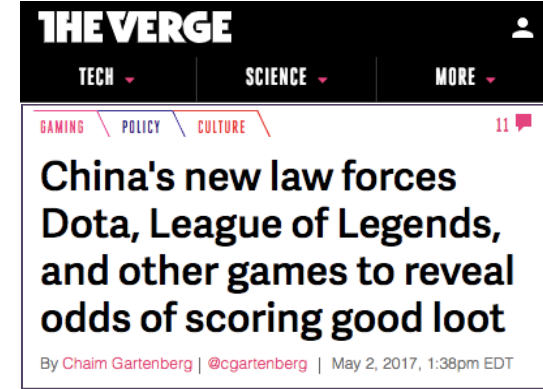 THE VERGE
TECH SCIENCE MORE
GAMING POLICY CULTURE 11
China's new law forces
Dota, League of Legends,
and other games to reveal
odds of scoring good loot
By Chaim Gartenberg | @cgartenberg | May 2, 2017, 1:38pm EDT